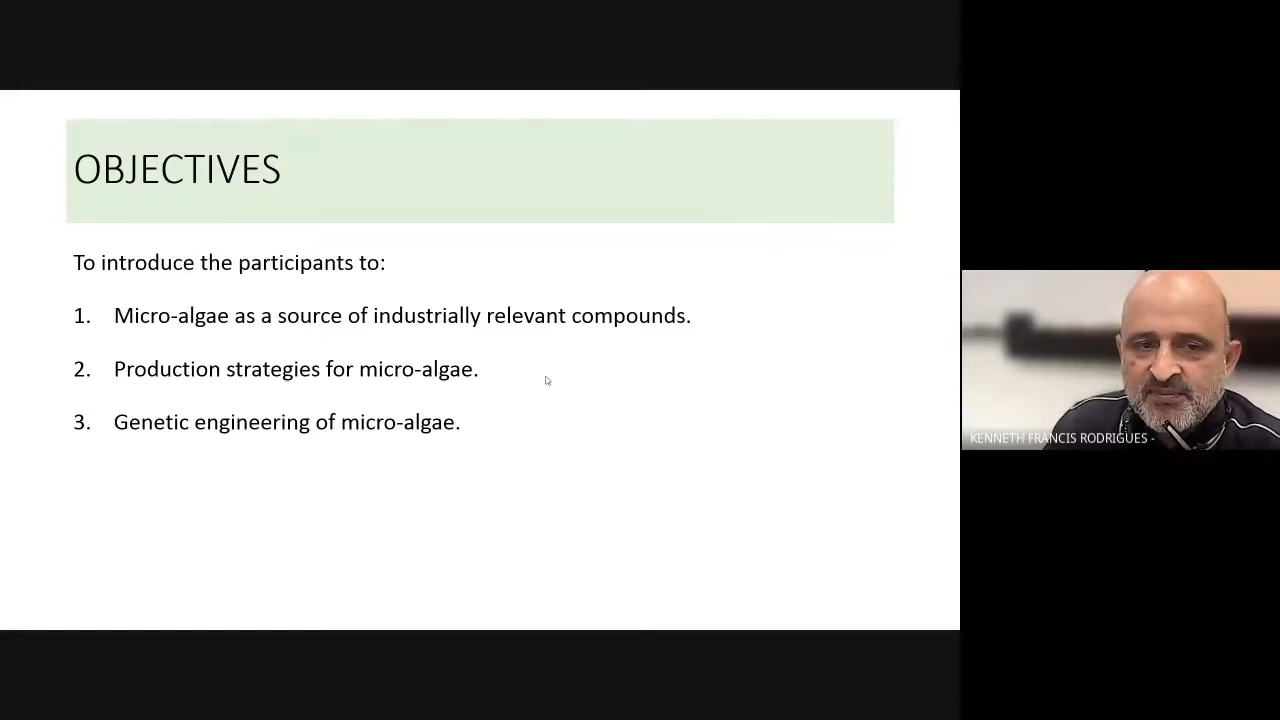 OBJECTIVES
To introduce the participants to:
1. Micro-algae as a source of industrially relevant compounds.
2. Production strategies for micro-algae.
3. Genetic engineering of micro-algae.
KENNETH FRANCIS RODRIGUES -